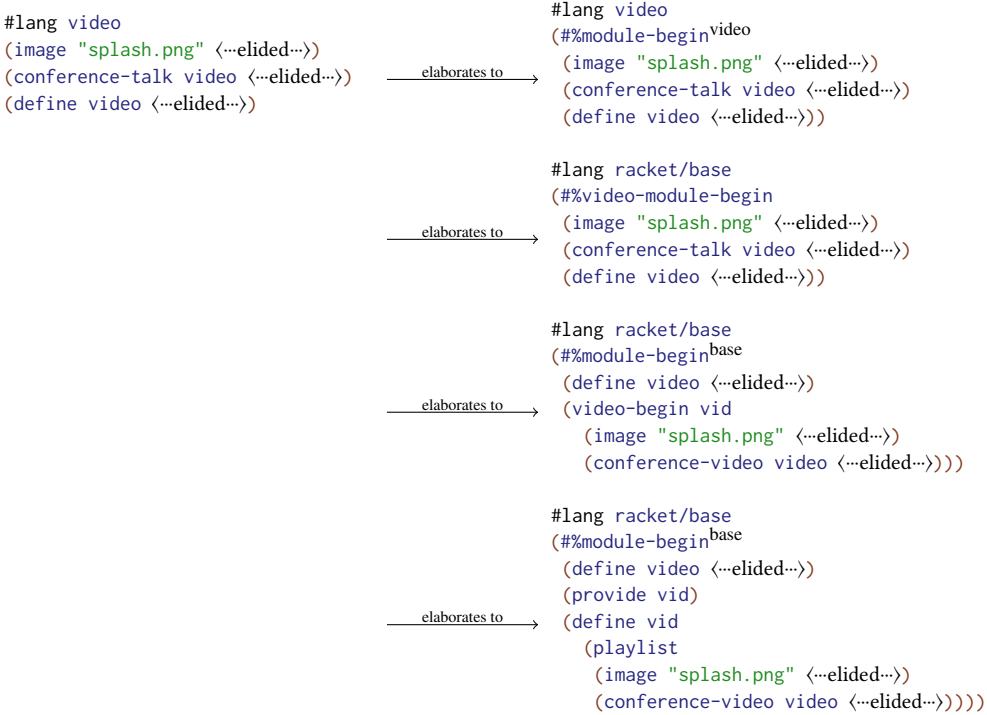 #lang video
(image "splash.png" ⟨···elided···⟩)
(conference-talk video ⟨···elided···⟩)
(define video ⟨···elided···⟩)
elaborates to
#lang video
(#%module-begin^video
(image "splash.png" ⟨···elided···⟩)
(conference-talk video ⟨···elided···⟩)
(define video ⟨···elided···⟩))
elaborates to
#lang racket/base
(#%video-module-begin
(image "splash.png" ⟨···elided···⟩)
(conference-talk video ⟨···elided···⟩)
(define video ⟨···elided···⟩))
elaborates to
#lang racket/base
(#%module-begin^base
(define video ⟨···elided···⟩)
(video-begin vid
(image "splash.png" ⟨···elided···⟩)
(conference-video video ⟨···elided···⟩)))
elaborates to
#lang racket/base
(#%module-begin^base
(define video ⟨···elided···⟩)
(provide vid)
(define vid
(playlist
(image "splash.png" ⟨···elided···⟩)
(conference-video video ⟨···elided···⟩))))